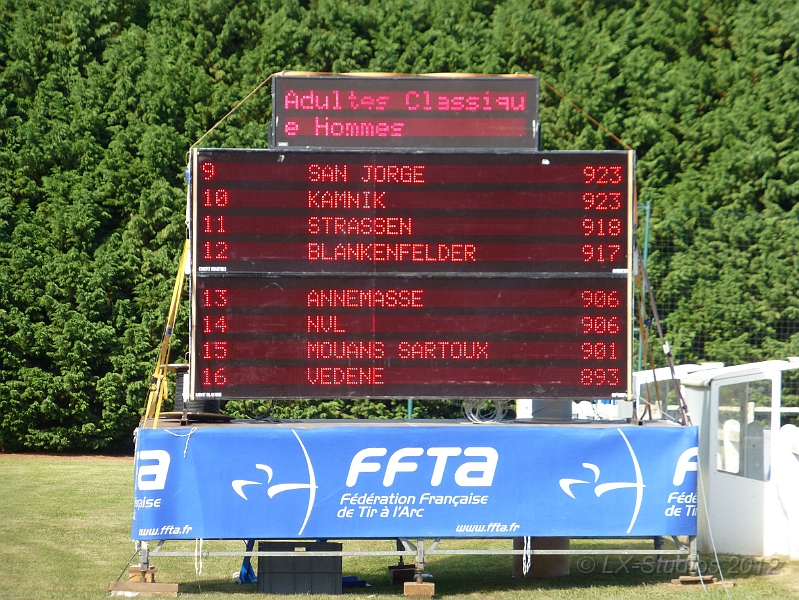 Adultes Classiqu
e Hommes
9 SAN JORGE 923
10 KAMNIK 923
11 STRASSEN 918
12 BLANKENFELDER 917
13 ANNEMASSE 906
14 NVL 906
15 MOUANS SARTOUX 901
16 VEDENE 893
FFTA
Fédération Française
de Tir à l'Arc
www.ffta
www.ffta.fr
© LX-Studios 2012